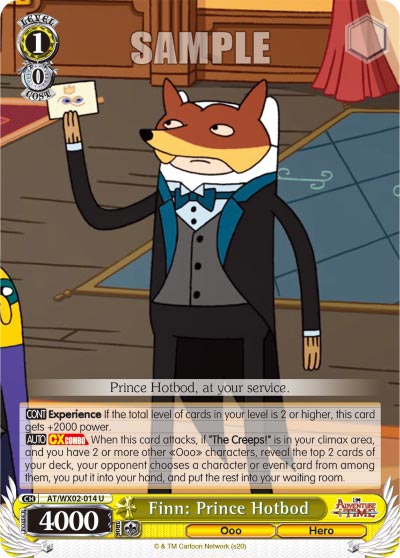 LEVEL
1
0
COST
SAMPLE
Prince Hotbod, at your service.
CONT Experience If the total level of cards in your level is 2 or higher, this card
gets +2000 power.
AUTO CX COMBO When this card attacks, if "The Creeps!" is in your climax area,
and you have 2 or more other «Ooo» characters, reveal the top 2 cards
of your deck, your opponent chooses a character or event card from among
them, you put it into your hand, and put the rest into your waiting room.
CH AT/WX02-014 U
POWER 4000 SOUL Finn: Prince Hotbod
ADVENTURE TIME
Ooo Hero
© & TM Cartoon Network (s20)